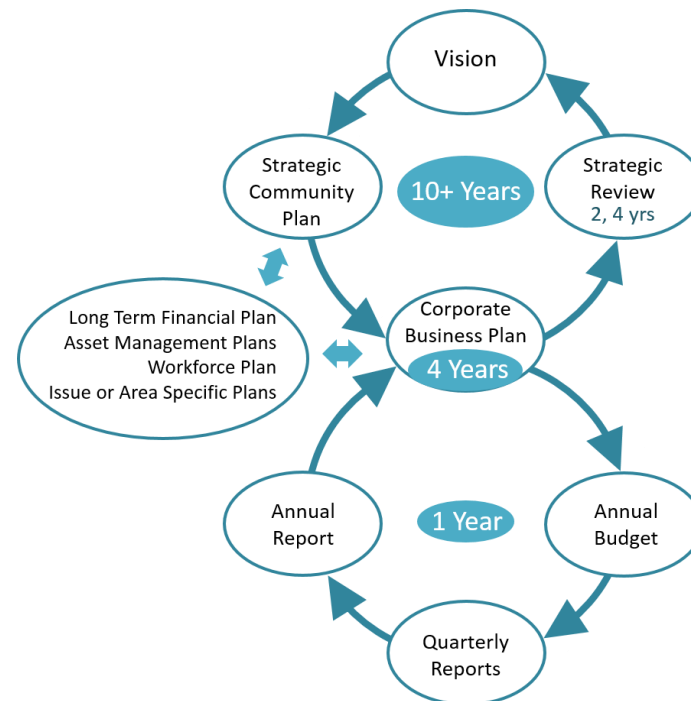 Vision
Strategic
Community
Plan
10+ Years
Strategic
Review
2, 4 yrs
Long Term Financial Plan
Asset Management Plans
Workforce Plan
Issue or Area Specific Plans
Corporate
Business Plan
4 Years
Annual
Report
1 Year
Annual
Budget
Quarterly
Reports